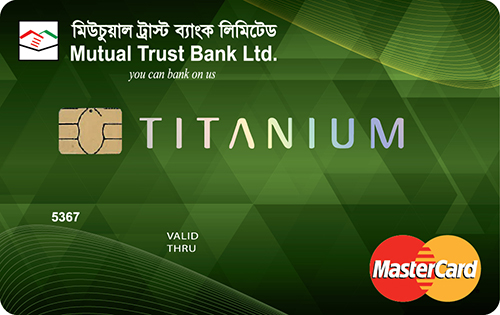 মিউচুয়াল ট্রাস্ট ব্যাংক লিমিটেড
Mutual Trust Bank Ltd.
you can bank on us
TITANIUM
5367
VALID
THRU
MasterCard